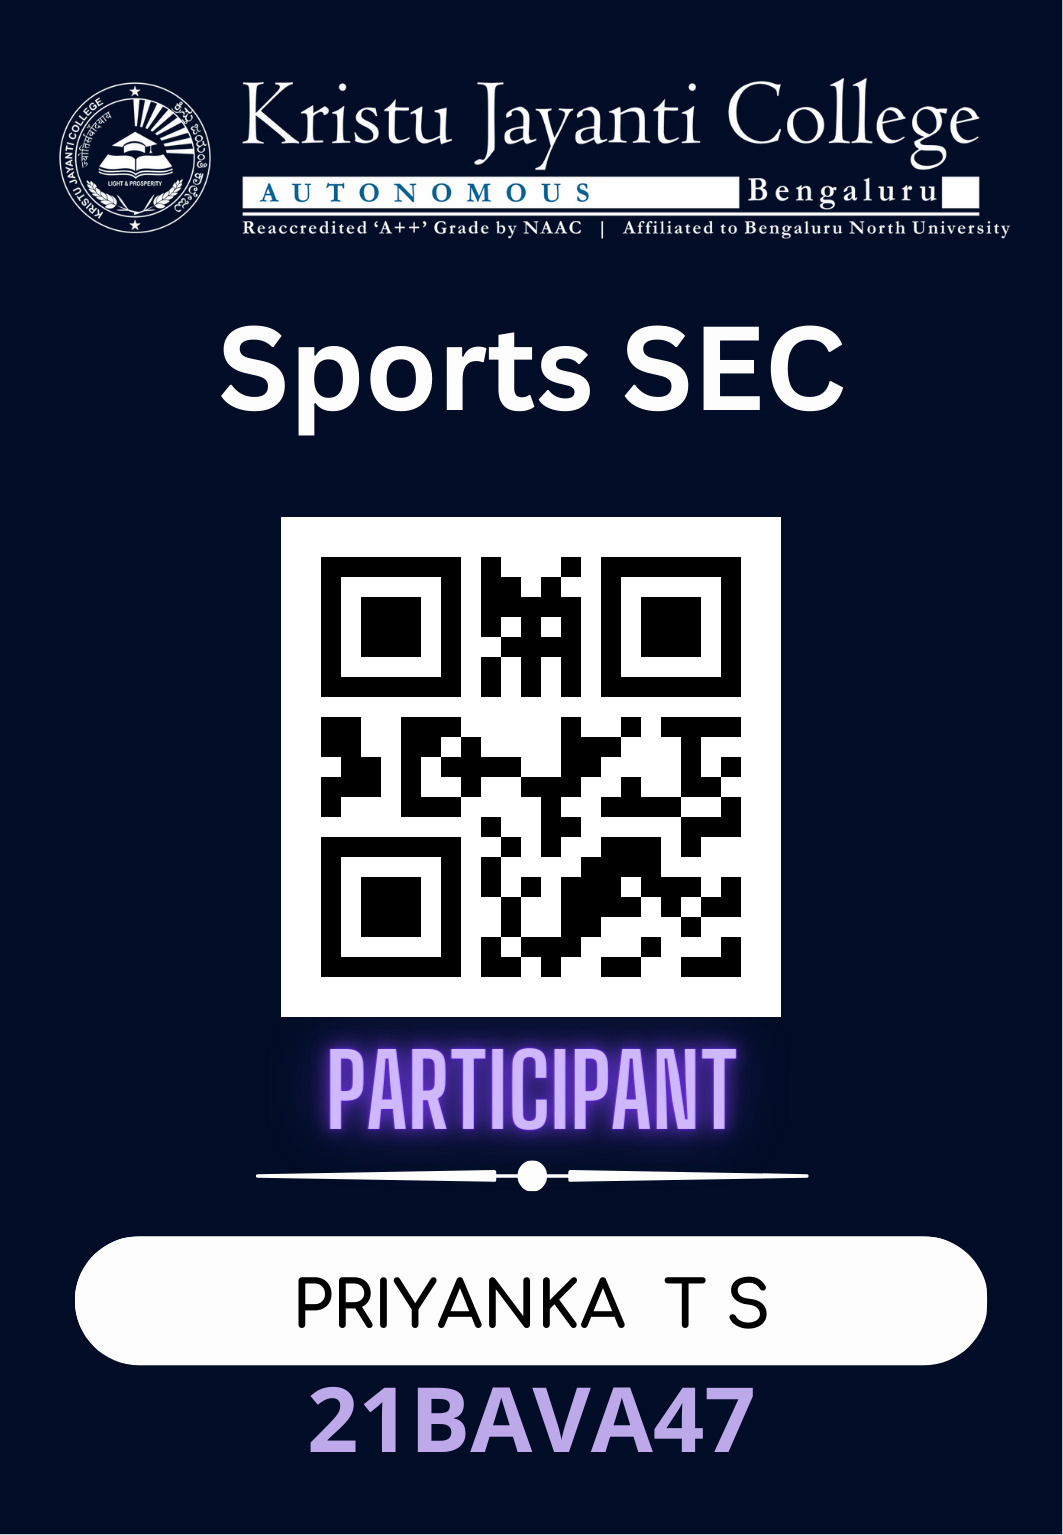 Kristu Jayanti College
AUTONOMOUS Bengaluru
Reaccredited ‘A++’ Grade by NAAC | Affiliated to Bengaluru North University
KRISTU JAYANTI COLLEGE
LIGHT & PROSPERITY
Sports SEC
PARTICIPANT
PRIYANKA T S
21BAVA47